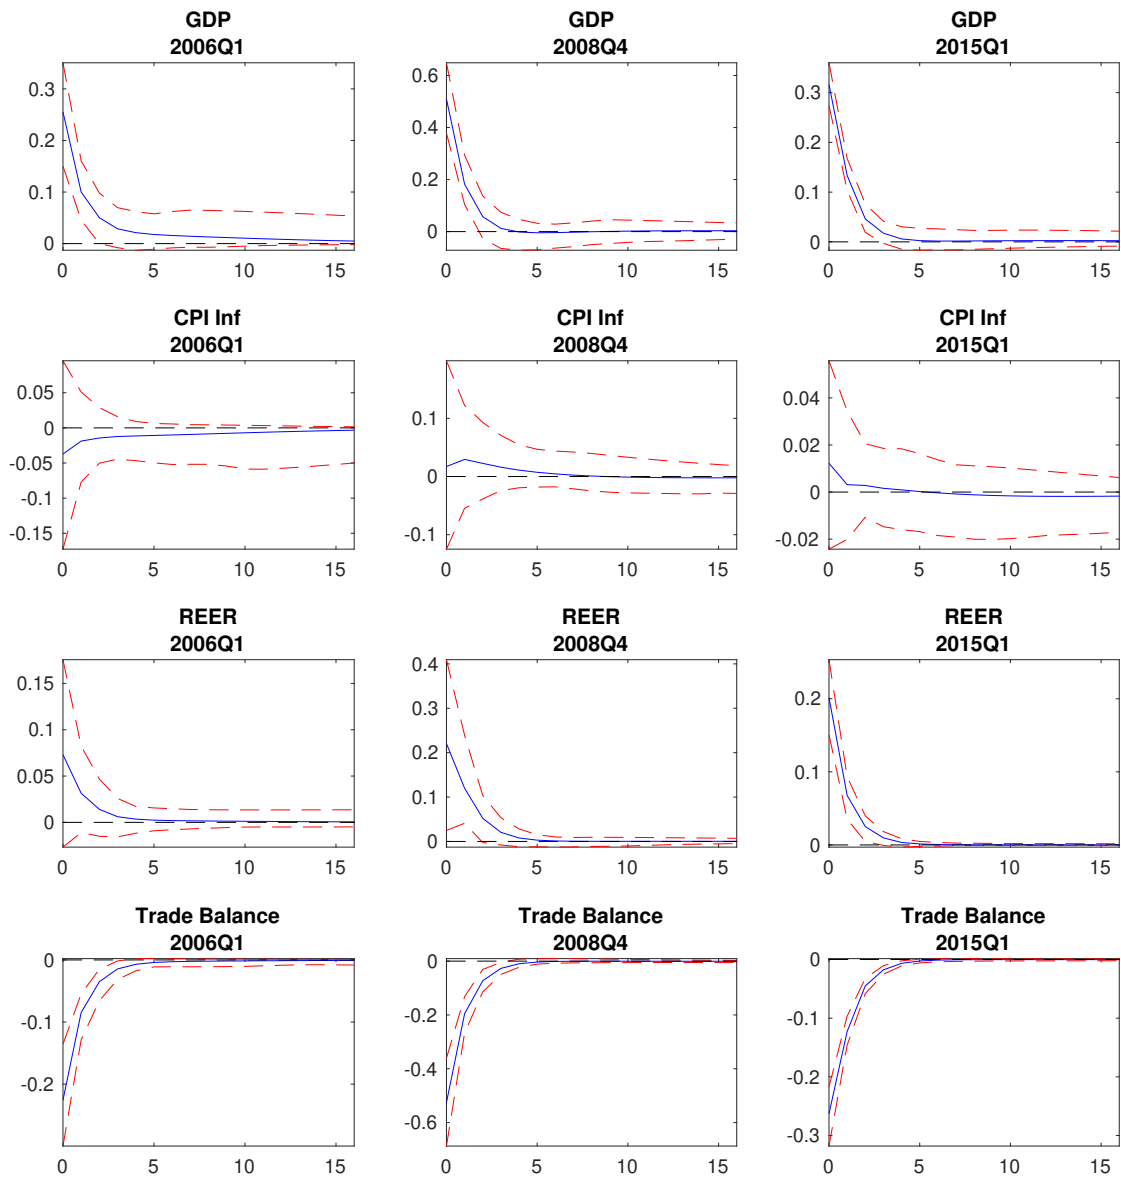 GDP
2006Q1
GDP
2008Q4
GDP
2015Q1
0.3
0.2
0.1
0
0 5 10 15
0.6
0.4
0.2
0
0 5 10 15
0.3
0.2
0.1
0
0 5 10 15
CPI Inf
2006Q1
CPI Inf
2008Q4
CPI Inf
2015Q1
0.05
0
-0.05
-0.1
-0.15
0 5 10 15
0.1
0
-0.1
0 5 10 15
0.04
0.02
0
-0.02
0 5 10 15
REER
2006Q1
REER
2008Q4
REER
2015Q1
0.15
0.1
0.05
0
0 5 10 15
0.4
0.3
0.2
0.1
0
0 5 10 15
0.2
0.1
0
0 5 10 15
Trade Balance
2006Q1
Trade Balance
2008Q4
Trade Balance
2015Q1
0
-0.1
-0.2
0 5 10 15
0
-0.2
-0.4
-0.6
0 5 10 15
0
-0.1
-0.2
-0.3
0 5 10 15